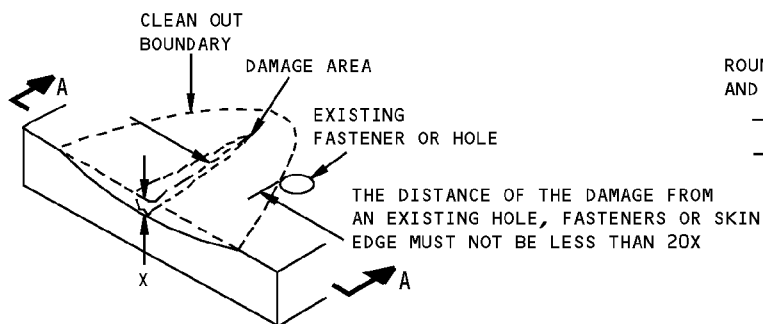 CLEAN OUT
BOUNDARY
DAMAGE AREA
A
EXISTING
FASTENER OR HOLE
THE DISTANCE OF THE DAMAGE FROM
AN EXISTING HOLE, FASTENERS OR SKIN
EDGE MUST NOT BE LESS THAN 20X
X
A
AND